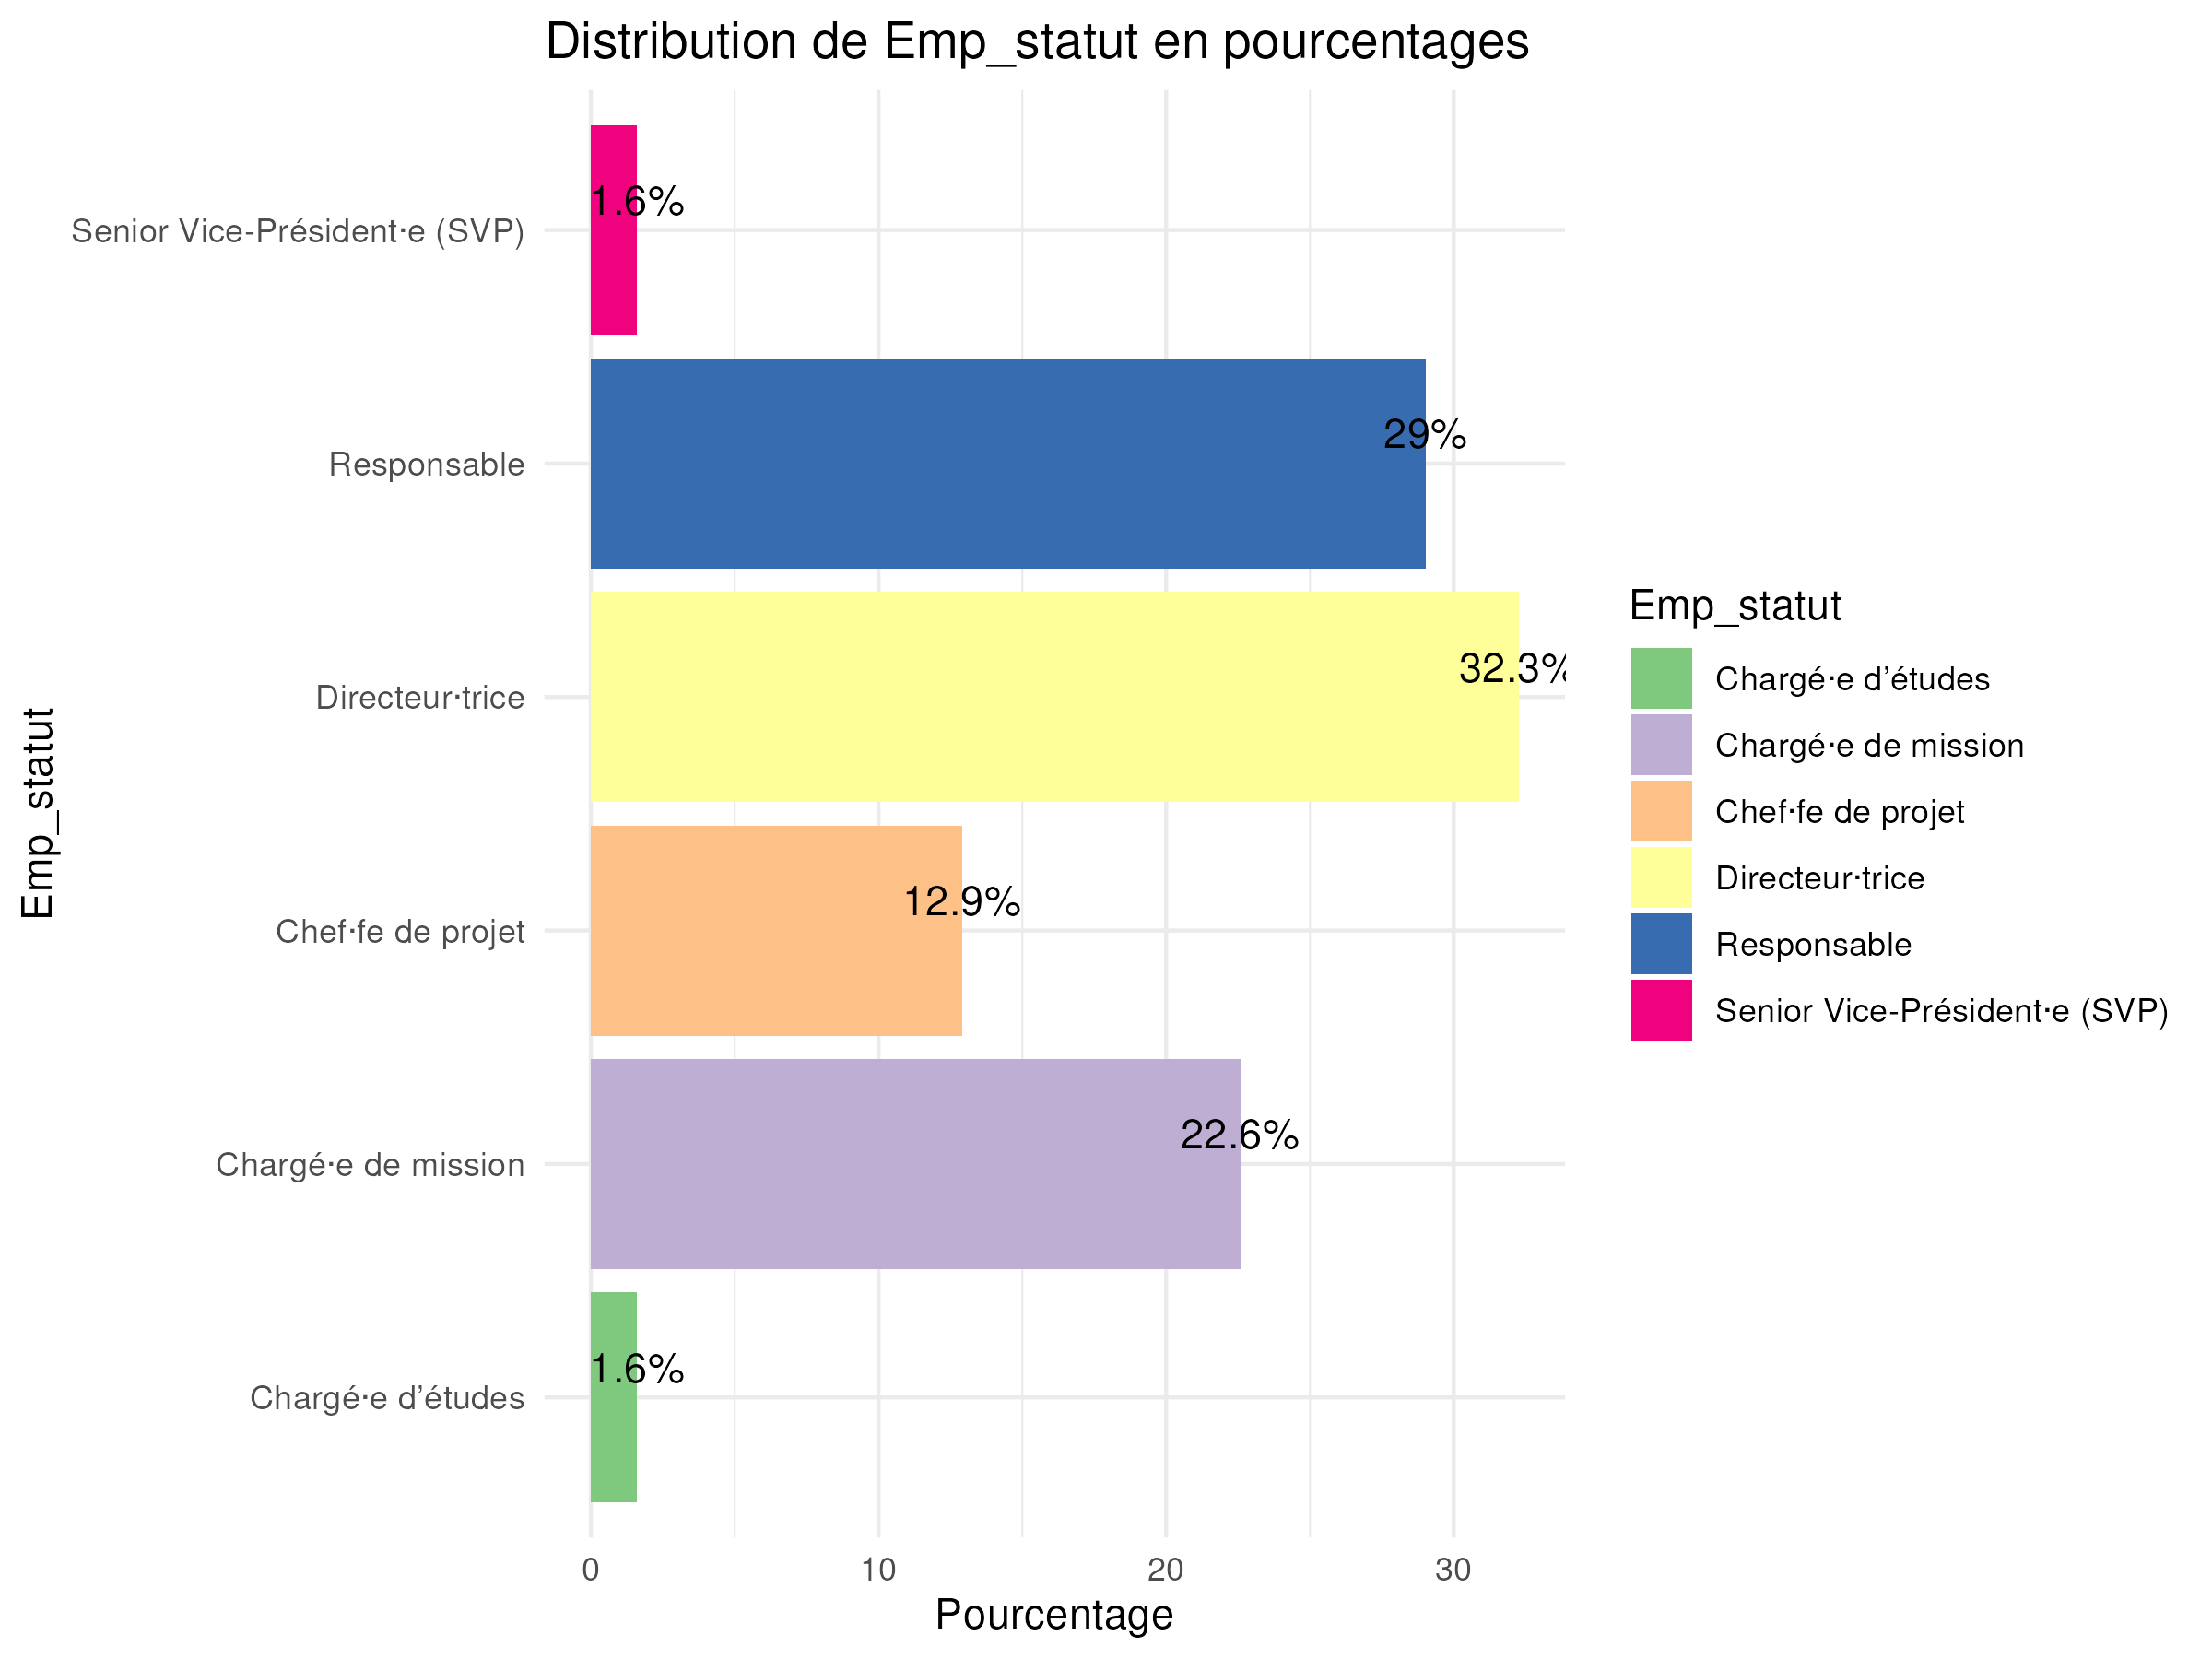 Distribution de Emp_statut en pourcentages
Emp_statut
Senior Vice-Président·e (SVP)
1.6%
Responsable
29%
Directeur·trice
32.3%
Chef·fe de projet
12.9%
Chargé·e de mission
22.6%
Chargé·e d’études
1.6%
0 10 20 30
Pourcentage
Emp_statut
Chargé·e d’études
Chargé·e de mission
Chef·fe de projet
Directeur·trice
Responsable
Senior Vice-Président·e (SVP)